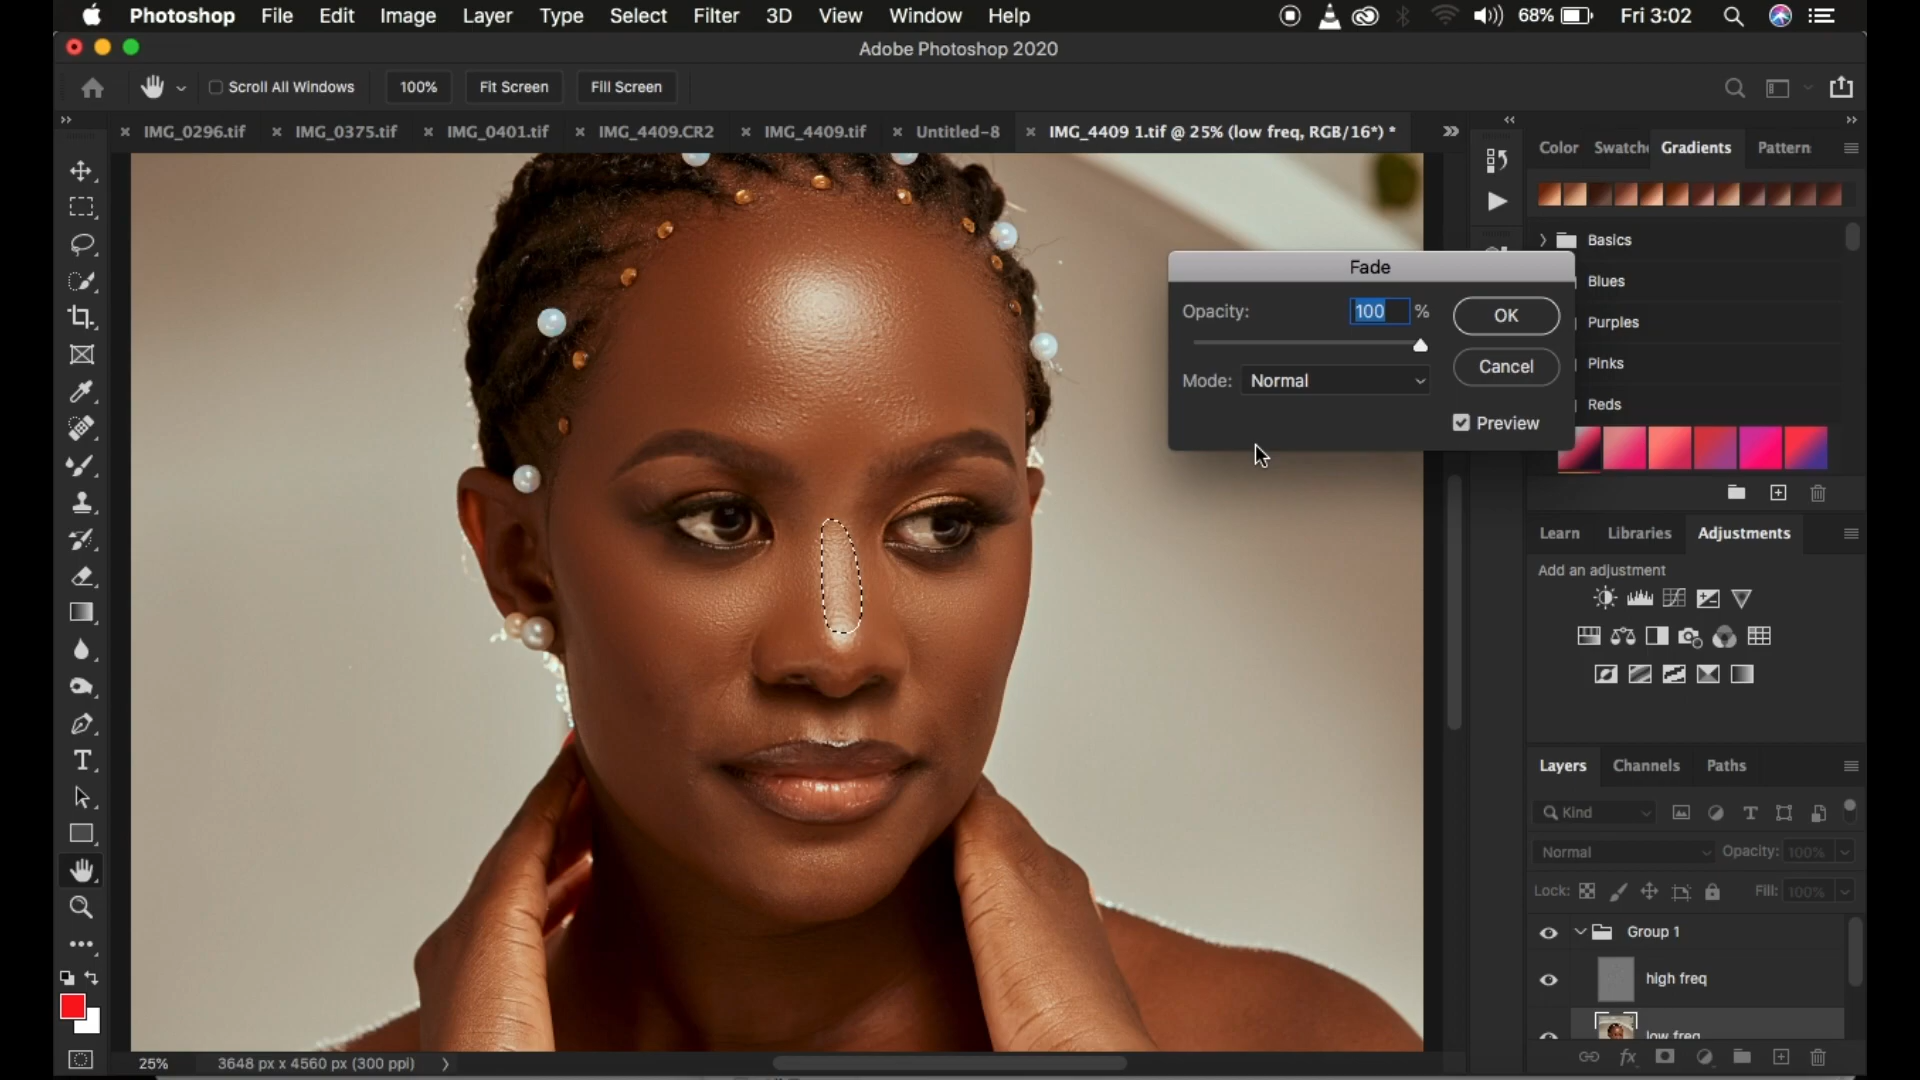 Photoshop File Edit Image Layer Type Select Filter 3D View Window Help 68% Fri 3:02
Adobe Photoshop 2020
Scroll All Windows 100% Fit Screen Fill Screen
IMG_0296.tif IMG_0375.tif IMG_0401.tif IMG_4409.CR2 IMG_4409.tif Untitled-8 IMG_4409 1.tif @ 25% (low freq, RGB/16*) *
Color Swatche Gradients Pattern
Basics
Blues
Purples
Pinks
Reds
Fade
Opacity: 100 % OK
Cancel
Mode: Normal
Preview
Learn Libraries Adjustments
Add an adjustment
Layers Channels Paths
Kind
Normal Opacity: 100%
Lock: Fill: 100%
Group 1
high freq
low freq
25% 3648 px x 4560 px (300 ppi)